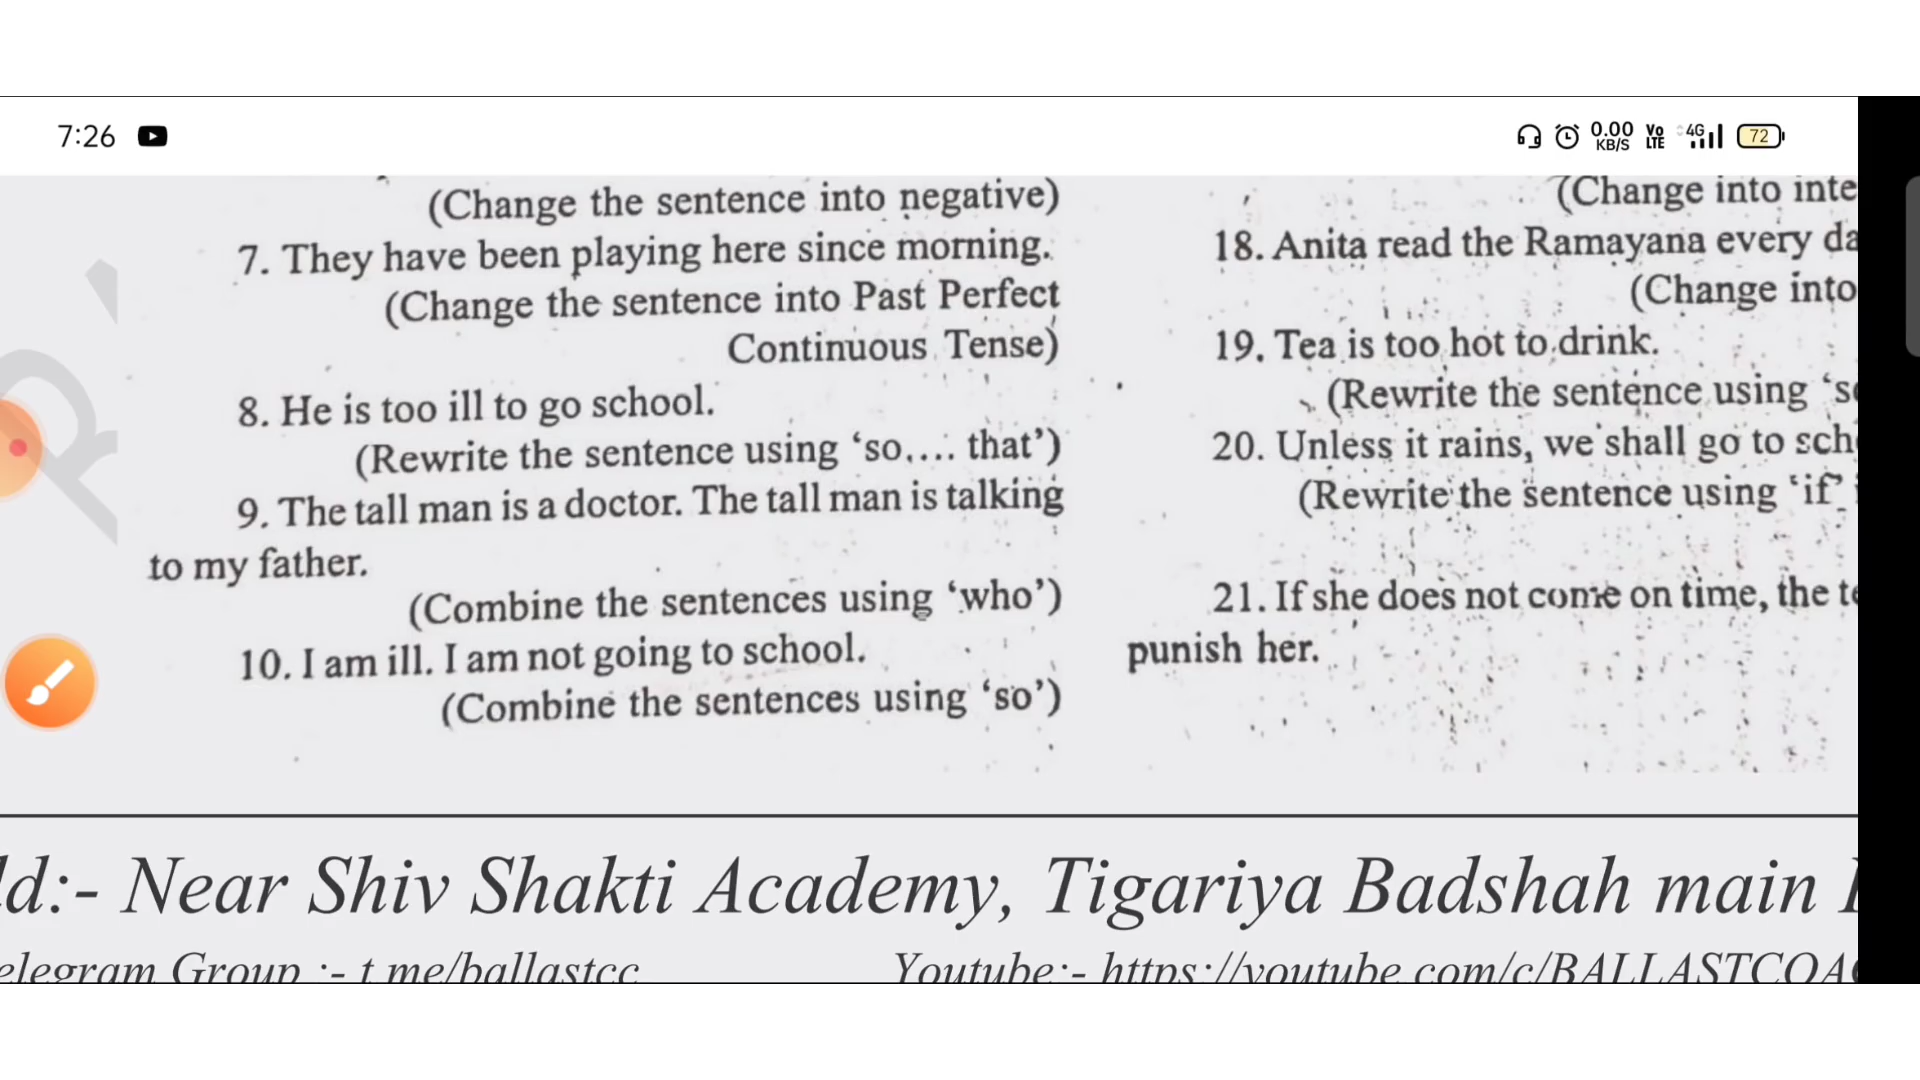 7:26
0.00 KB/S Vo LTE 4G 72
(Change the sentence into negative)
7. They have been playing here since morning.
(Change the sentence into Past Perfect
Continuous Tense)
8. He is too ill to go school.
(Rewrite the sentence using ‘so.... that’)
9. The tall man is a doctor. The tall man is talking
to my father.
(Combine the sentences using ‘who’)
10. I am ill. I am not going to school.
(Combine the sentences using ‘so’)
(Change into inte
18. Anita read the Ramayana every da
(Change into
19. Tea is too hot to drink.
(Rewrite the sentence using ‘s
20. Unless it rains, we shall go to sch
(Rewrite the sentence using ‘if’
21. If she does not come on time, the te
punish her.
d:- Near Shiv Shakti Academy, Tigariya Badshah main
elegram Group :- t.me/ballastcc
Youtube:- https://youtube.com/c/BALLASTCOA